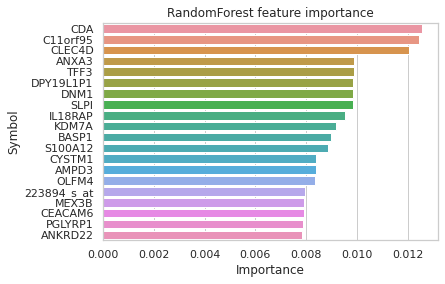 RandomForest feature importance
CDA
C11orf95
CLEC4D
ANXA3
TFF3
DPY19L1P1
DNM1
SLPI
IL18RAP
KDM7A
BASP1
S100A12
CYSTM1
AMPD3
OLFM4
223894_s_at
MEX3B
CEACAM6
PGLYRP1
ANKRD22
Symbol
0.000 0.002 0.004 0.006 0.008 0.010 0.012
Importance